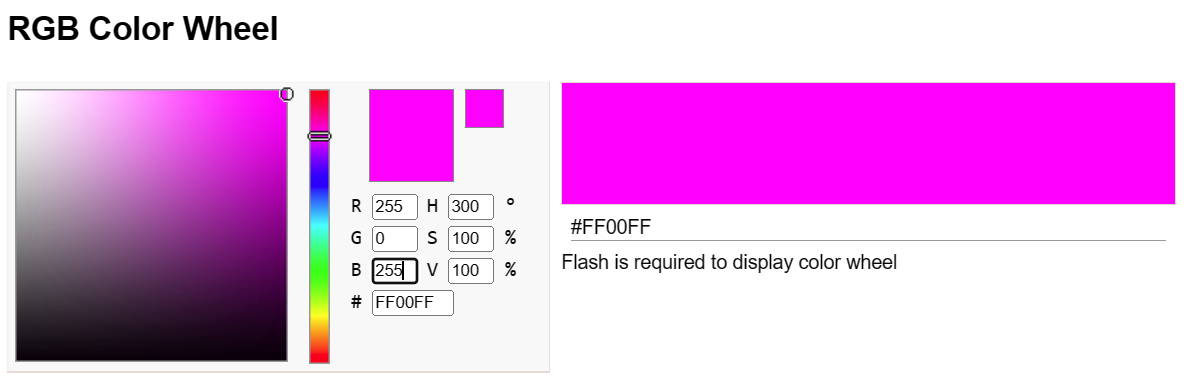 RGB Color Wheel
R 255 H 300 °
G 0 S 100 %
B 255 V 100 %
# FF00FF
#FF00FF
Flash is required to display color wheel